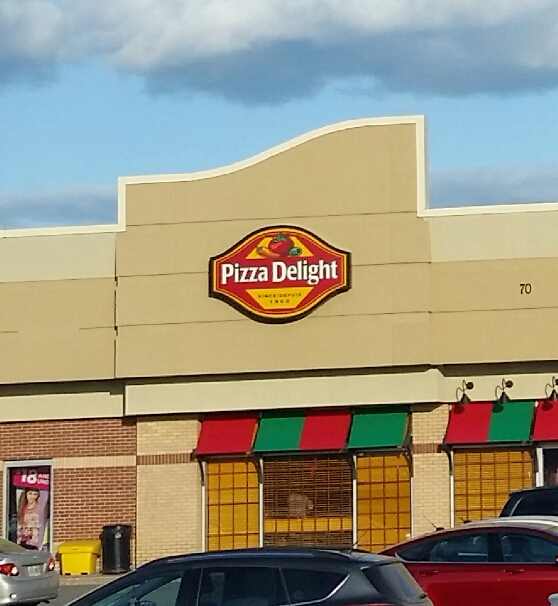 Pizza Delight
SINCE/DEPUIS
1968
70